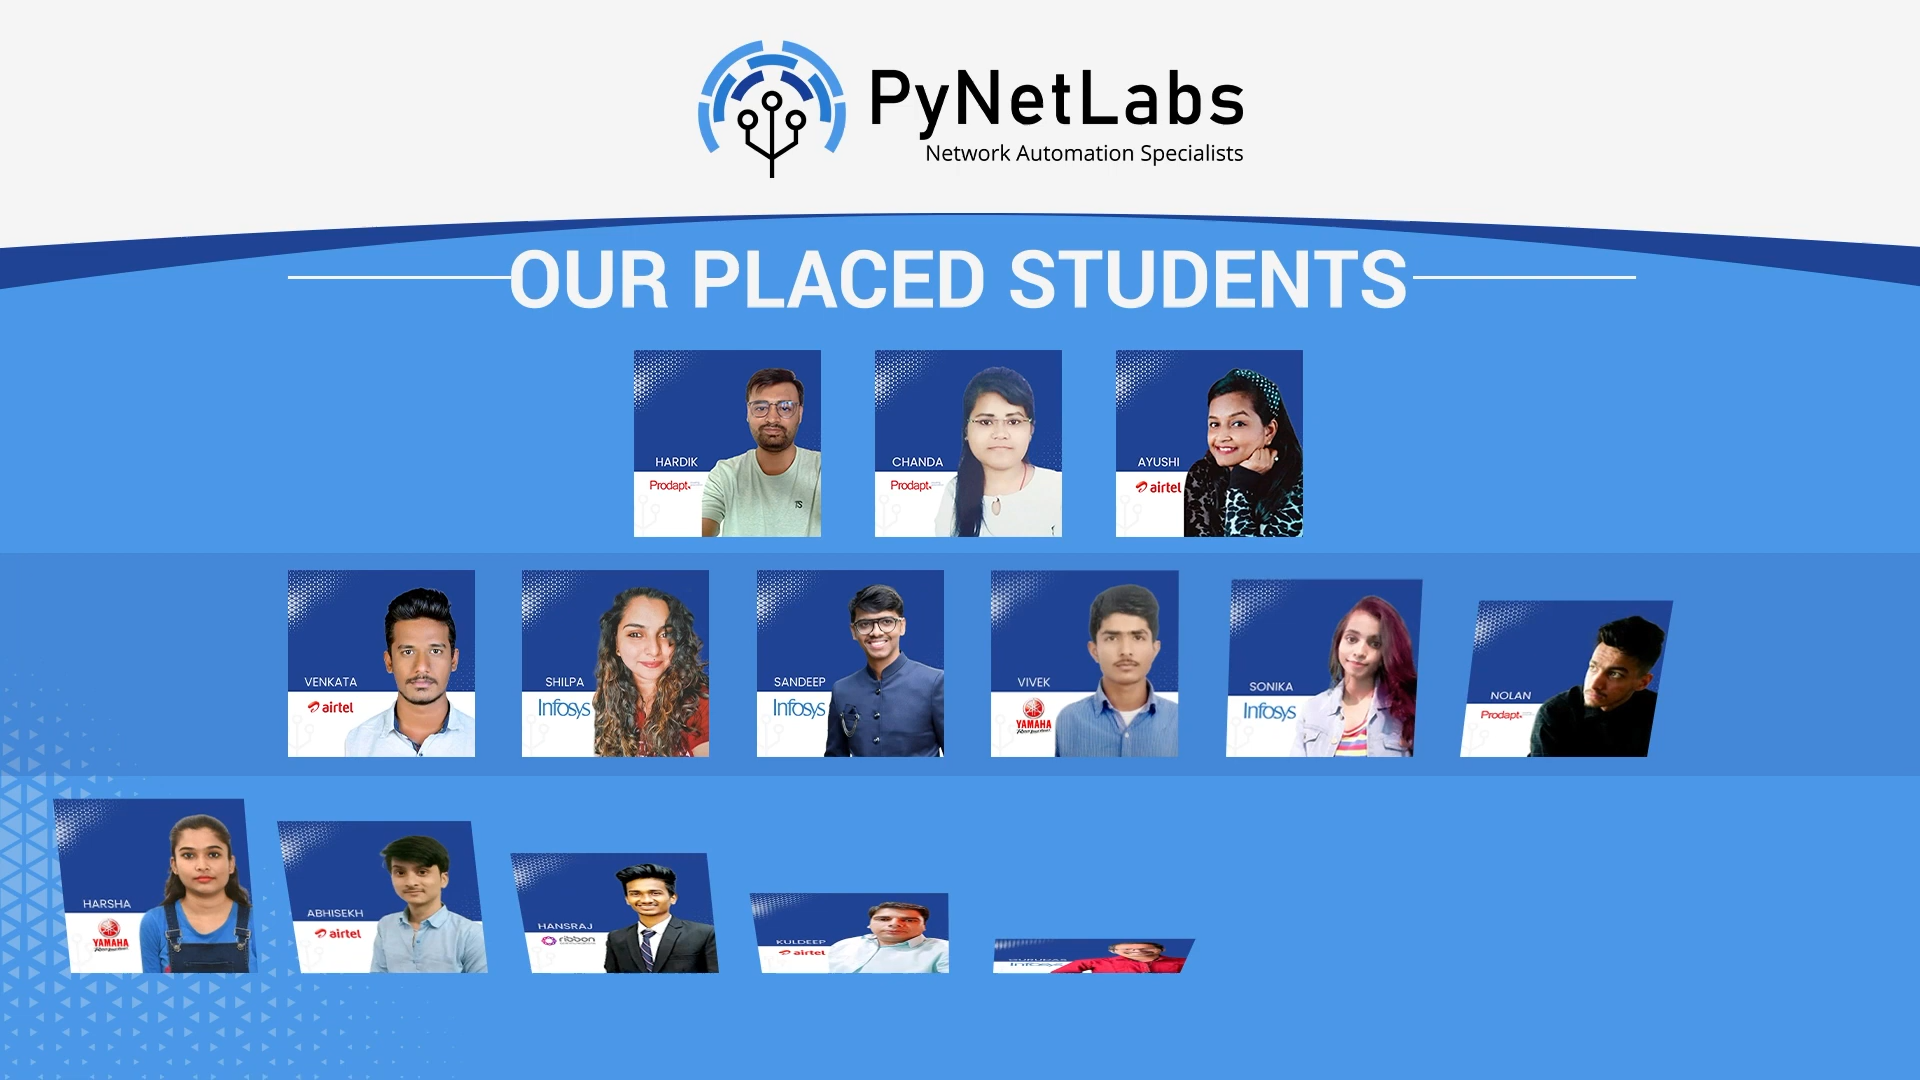 PyNetLabs
Network Automation Specialists
OUR PLACED STUDENTS
HARDIK
Prodapt
CHANDA
Prodapt
AYUSHI
airtel
VENKATA
airtel
SHILPA
Infosys
SANDEEP
Infosys
VIVEK
YAMAHA
SONIKA
Infosys
NOLAN
Prodapt
HARSHA
YAMAHA
ABHISEKH
airtel
HANSRAJ
ribbon
KULDEEP
airtel
Infosys